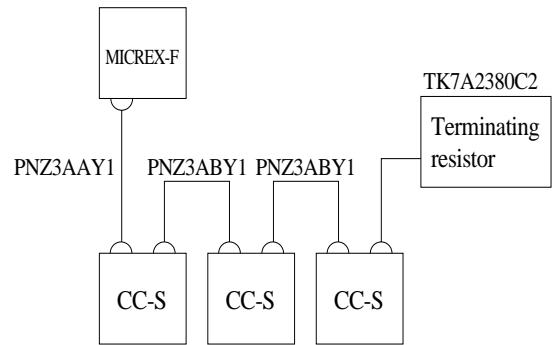 MICREX-F
TK7A2380C2
Terminating
resistor
PNZ3AAY1
PNZ3ABY1
PNZ3ABY1
CC-S
CC-S
CC-S